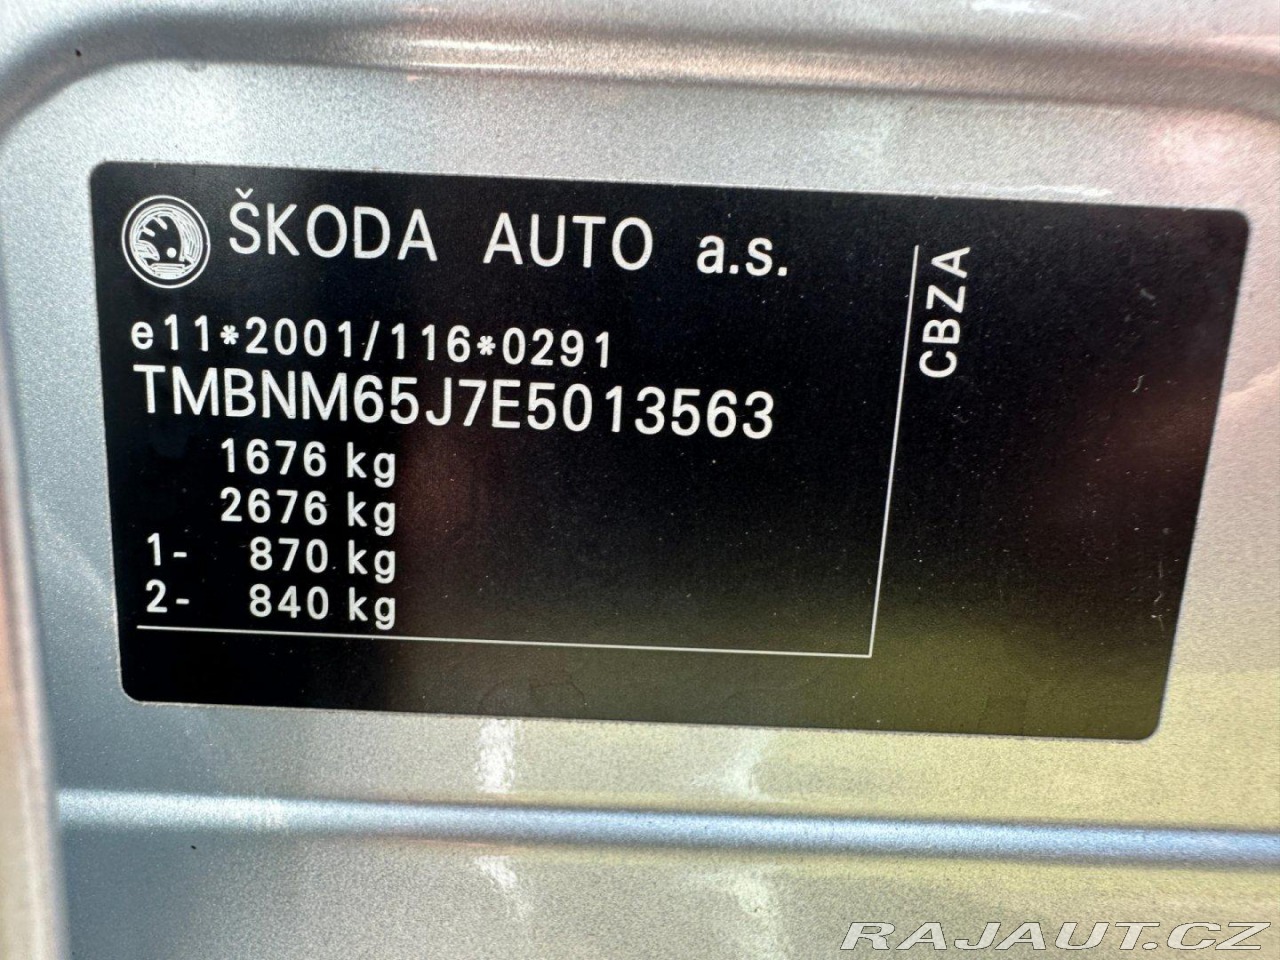 ŠKODA AUTO a.s.
e11*2001/116*0291
TMBNM65J7E5013563
1676 kg
2676 kg
1- 870 kg
2- 840 kg
CBZA
RAJAUT.CZ